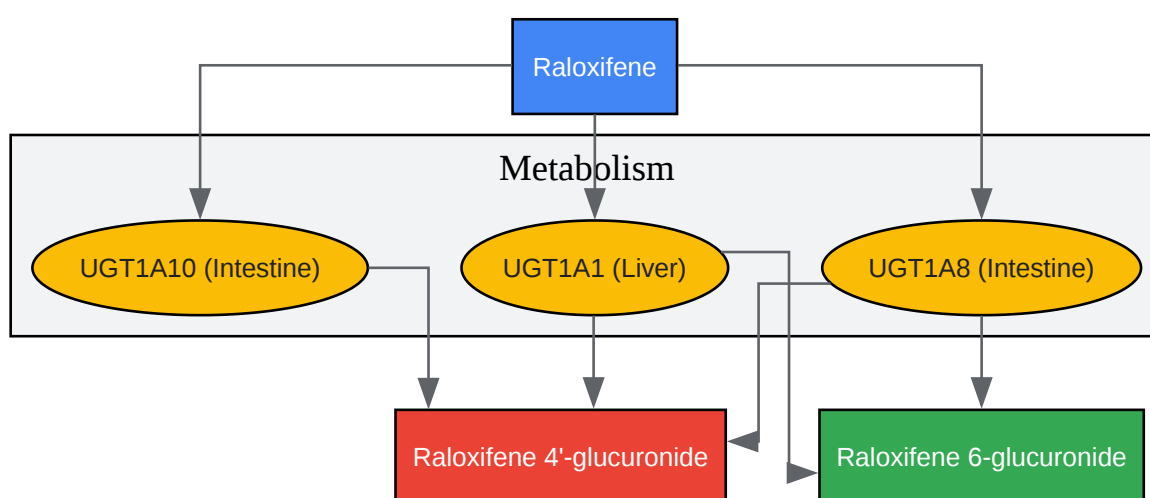 Raloxifene
Metabolism
UGT1A10 (Intestine)
UGT1A1 (Liver)
UGT1A8 (Intestine)
Raloxifene 4'-glucuronide
Raloxifene 6-glucuronide